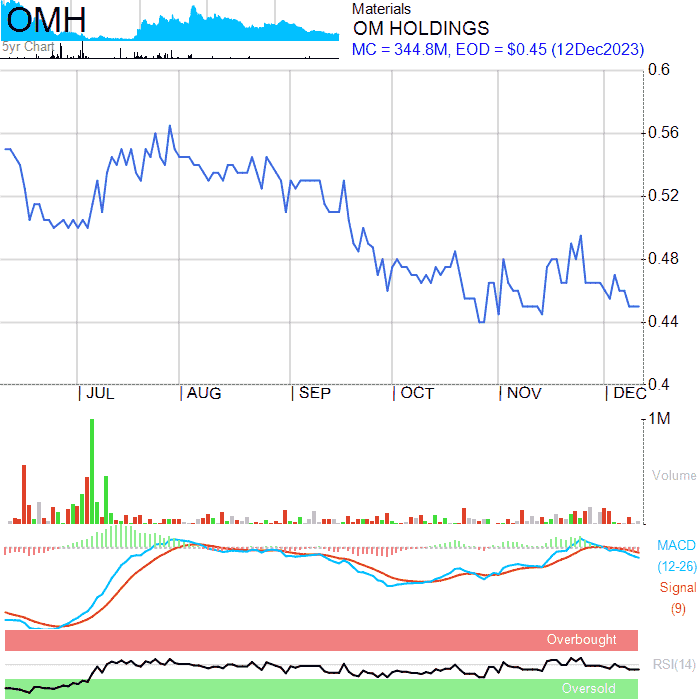 OMH
5yr Chart
Materials
OM HOLDINGS
MC = 344.8M, EOD = $0.45 (12Dec2023)
0.6
0.56
0.52
0.48
0.44
0.4
JUL AUG SEP OCT NOV DEC
1M
Volume
MACD
(12-26)
Signal
(9)
Overbought
RSI(14)
Oversold